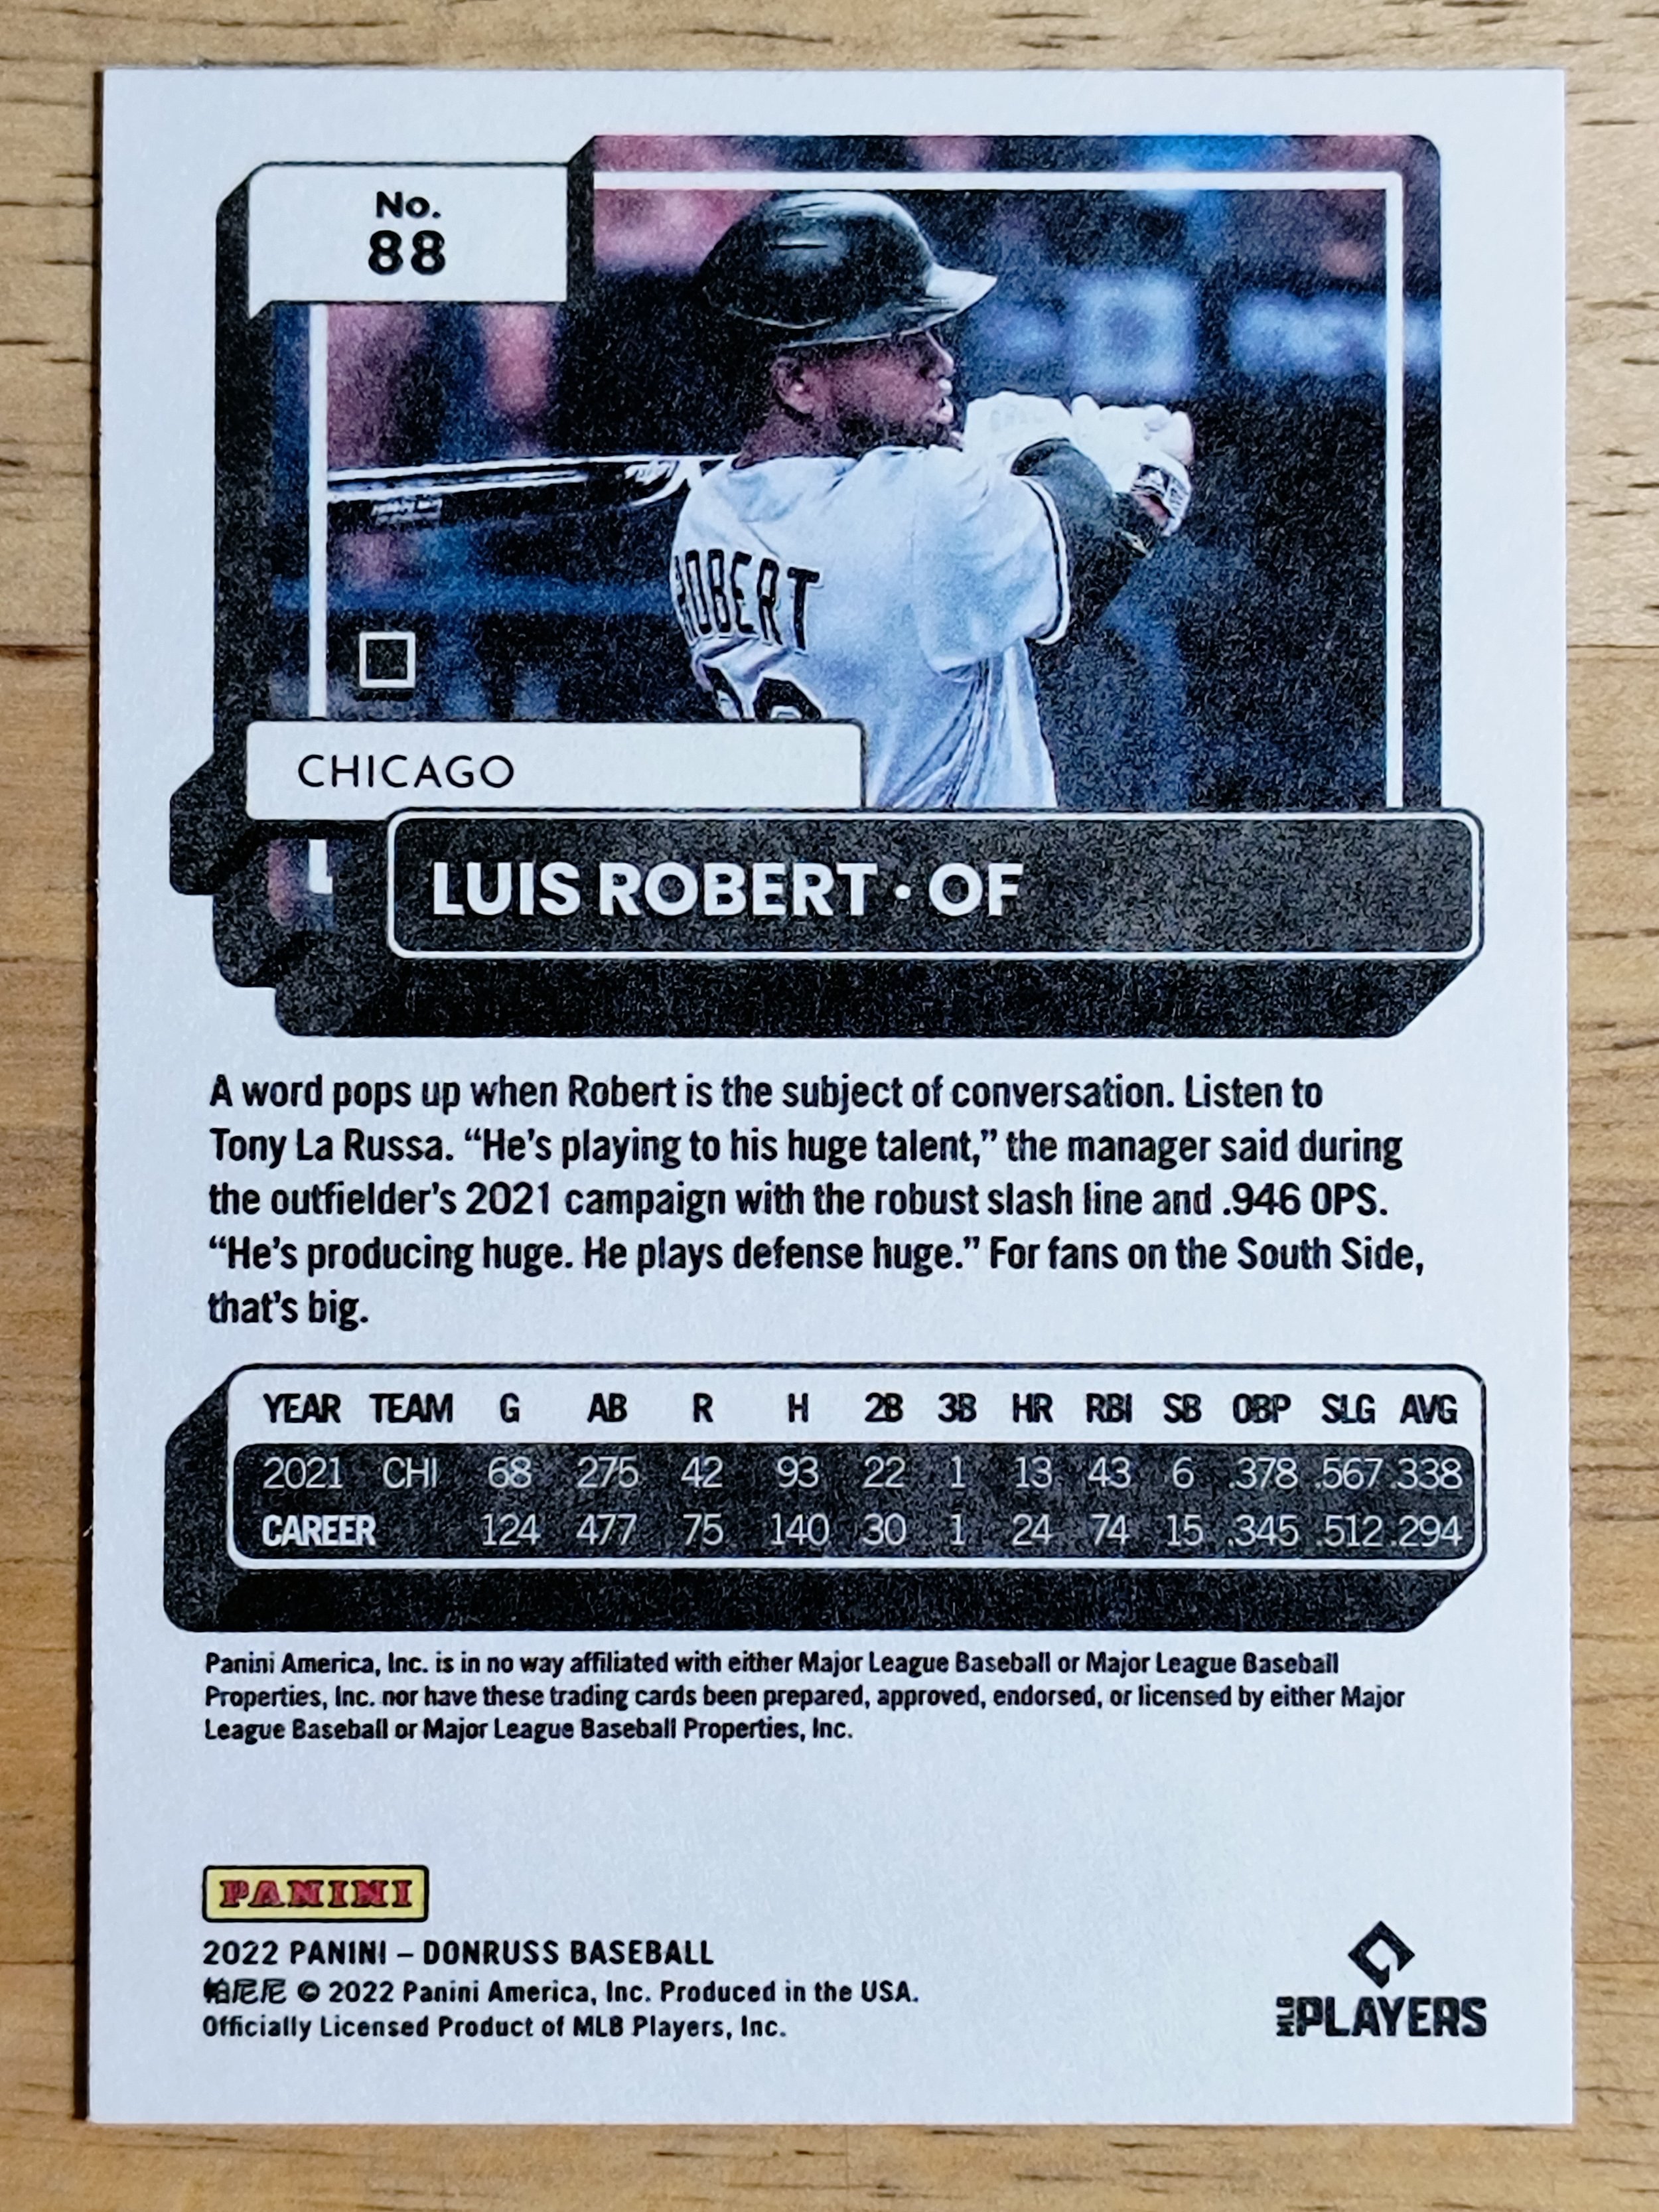 No.
88
ROBERT
CHICAGO
LUIS ROBERT · OF
A word pops up when Robert is the subject of conversation. Listen to
Tony La Russa. “He’s playing to his huge talent,” the manager said during
the outfielder’s 2021 campaign with the robust slash line and .946 OPS.
“He’s producing huge. He plays defense huge.” For fans on the South Side,
that’s big.
YEAR TEAM G AB R H 2B 3B HR RBI SB OBP SLG AVG
2021 CHI 68 275 42 93 22 1 13 43 6 .378 .567 .338
CAREER 124 477 75 140 30 1 24 74 15 .345 .512 .294
Panini America, Inc. is in no way affiliated with either Major League Baseball or Major League Baseball
Properties, Inc. nor have these trading cards been prepared, approved, endorsed, or licensed by either Major
League Baseball or Major League Baseball Properties, Inc.
PANINI
2022 PANINI – DONRUSS BASEBALL
帕尼尼 © 2022 Panini America, Inc. Produced in the USA.
Officially Licensed Product of MLB Players, Inc.
MLB PLAYERS